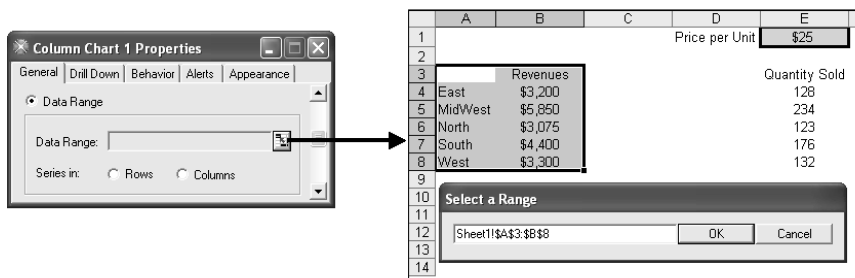 Column Chart 1 Properties
General Drill Down Behavior Alerts Appearance
Data Range
Data Range:
Series in: Rows Columns
A B C D E
1 Price per Unit $25
2
3 Revenues Quantity Sold
4 East $3,200 128
5 MidWest $5,850 234
6 North $3,075 123
7 South $4,400 176
8 West $3,300 132
9
10
11
12
13
14
Select a Range
Sheet1!$A$3:$B$8 OK Cancel